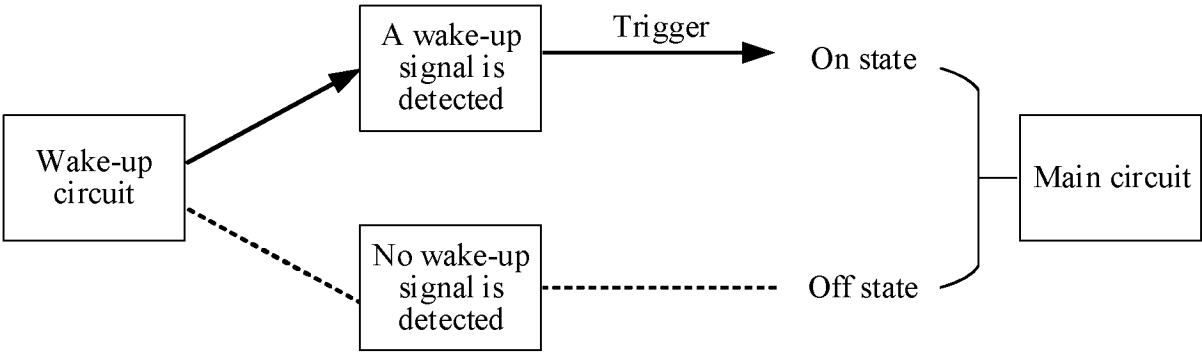 A wake-up
signal is
detected
Trigger
On state
Wake-up
circuit
Main circuit
No wake-up
signal is
detected
Off state